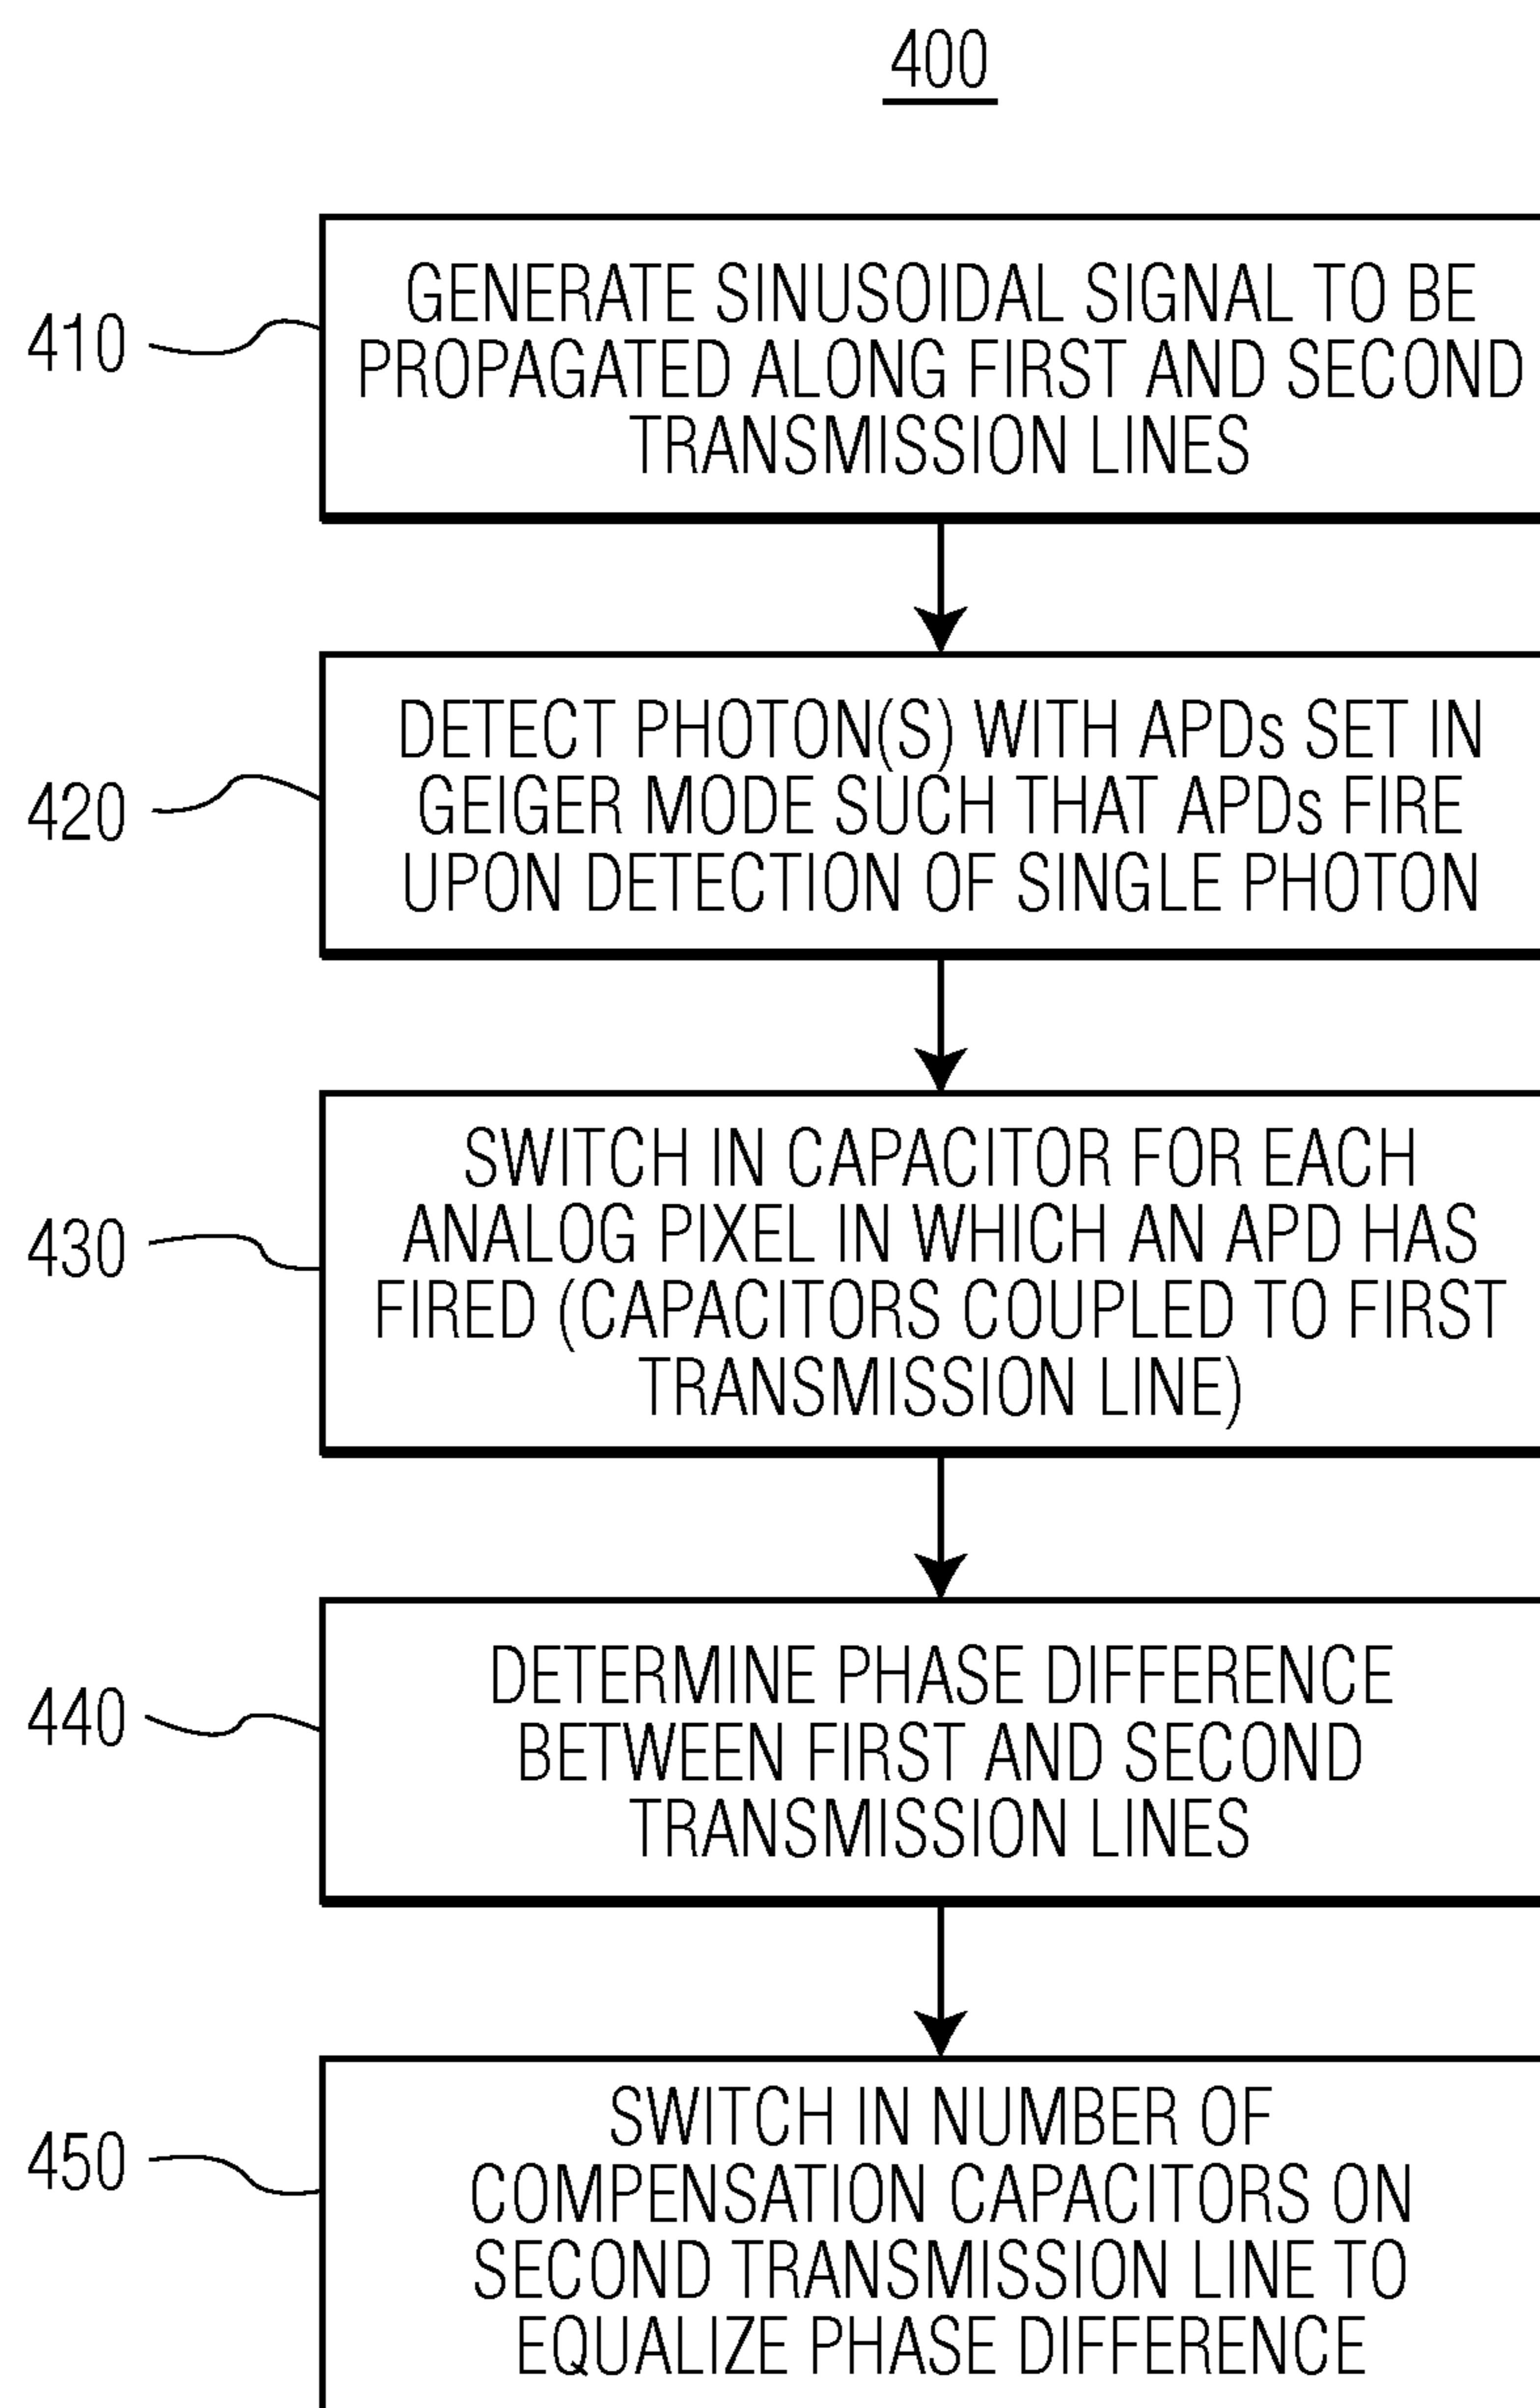 400
410
GENERATE SINUSOIDAL SIGNAL TO BE
PROPAGATED ALONG FIRST AND SECOND
TRANSMISSION LINES
420
DETECT PHOTON(S) WITH APDs SET IN
GEIGER MODE SUCH THAT APDs FIRE
UPON DETECTION OF SINGLE PHOTON
430
SWITCH IN CAPACITOR FOR EACH
ANALOG PIXEL IN WHICH AN APD HAS
FIRED (CAPACITORS COUPLED TO FIRST
TRANSMISSION LINE)
440
DETERMINE PHASE DIFFERENCE
BETWEEN FIRST AND SECOND
TRANSMISSION LINES
450
SWITCH IN NUMBER OF
COMPENSATION CAPACITORS ON
SECOND TRANSMISSION LINE TO
EQUALIZE PHASE DIFFERENCE